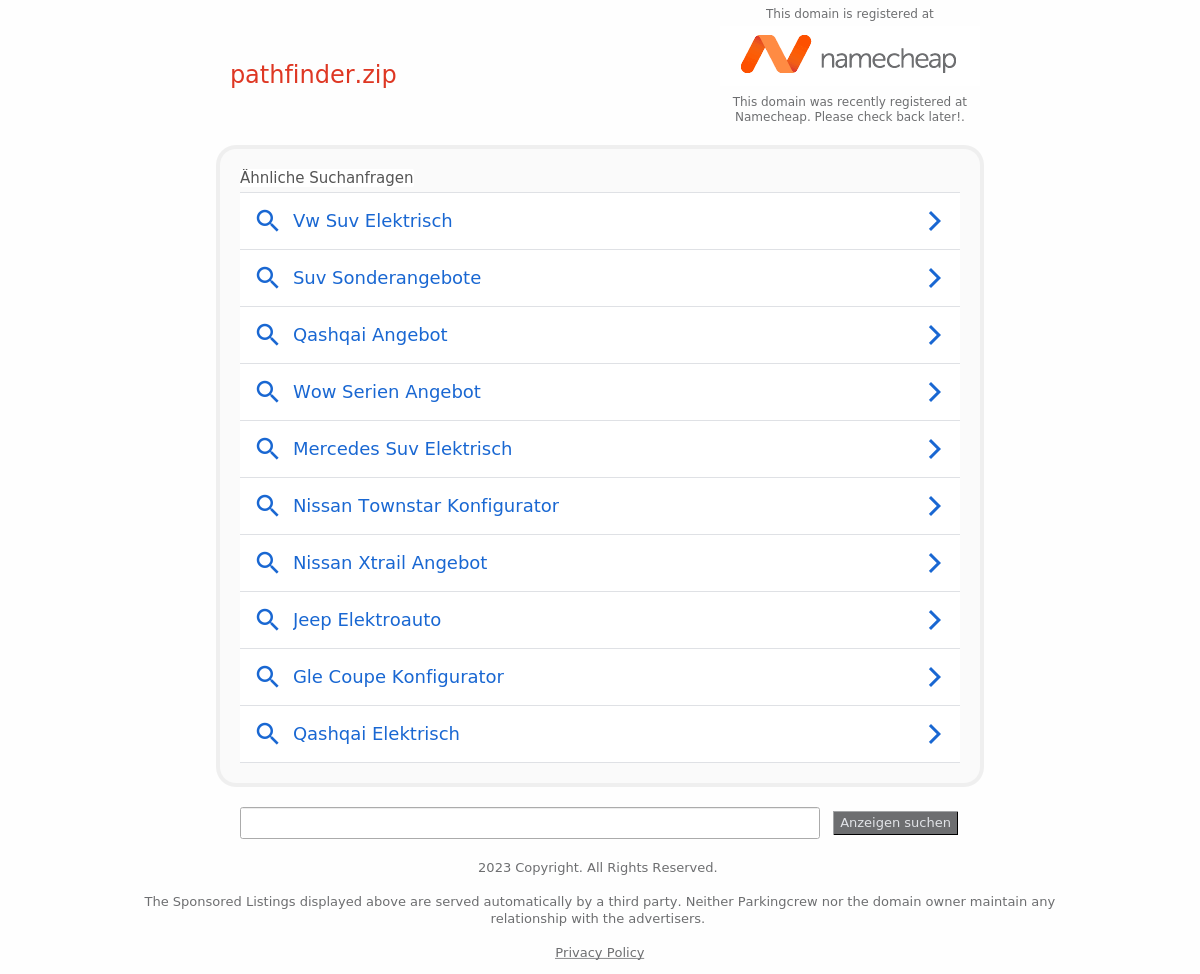 This domain is registered at
namecheap
pathfinder.zip
This domain was recently registered at
Namecheap. Please check back later!.
Ähnliche Suchanfragen
Vw Suv Elektrisch
Suv Sonderangebote
Qashqai Angebot
Wow Serien Angebot
Mercedes Suv Elektrisch
Nissan Townstar Konfigurator
Nissan Xtrail Angebot
Jeep Elektroauto
Gle Coupe Konfigurator
Qashqai Elektrisch
Anzeigen suchen
2023 Copyright. All Rights Reserved.
The Sponsored Listings displayed above are served automatically by a third party. Neither Parkingcrew nor the domain owner maintain any
relationship with the advertisers.
Privacy Policy